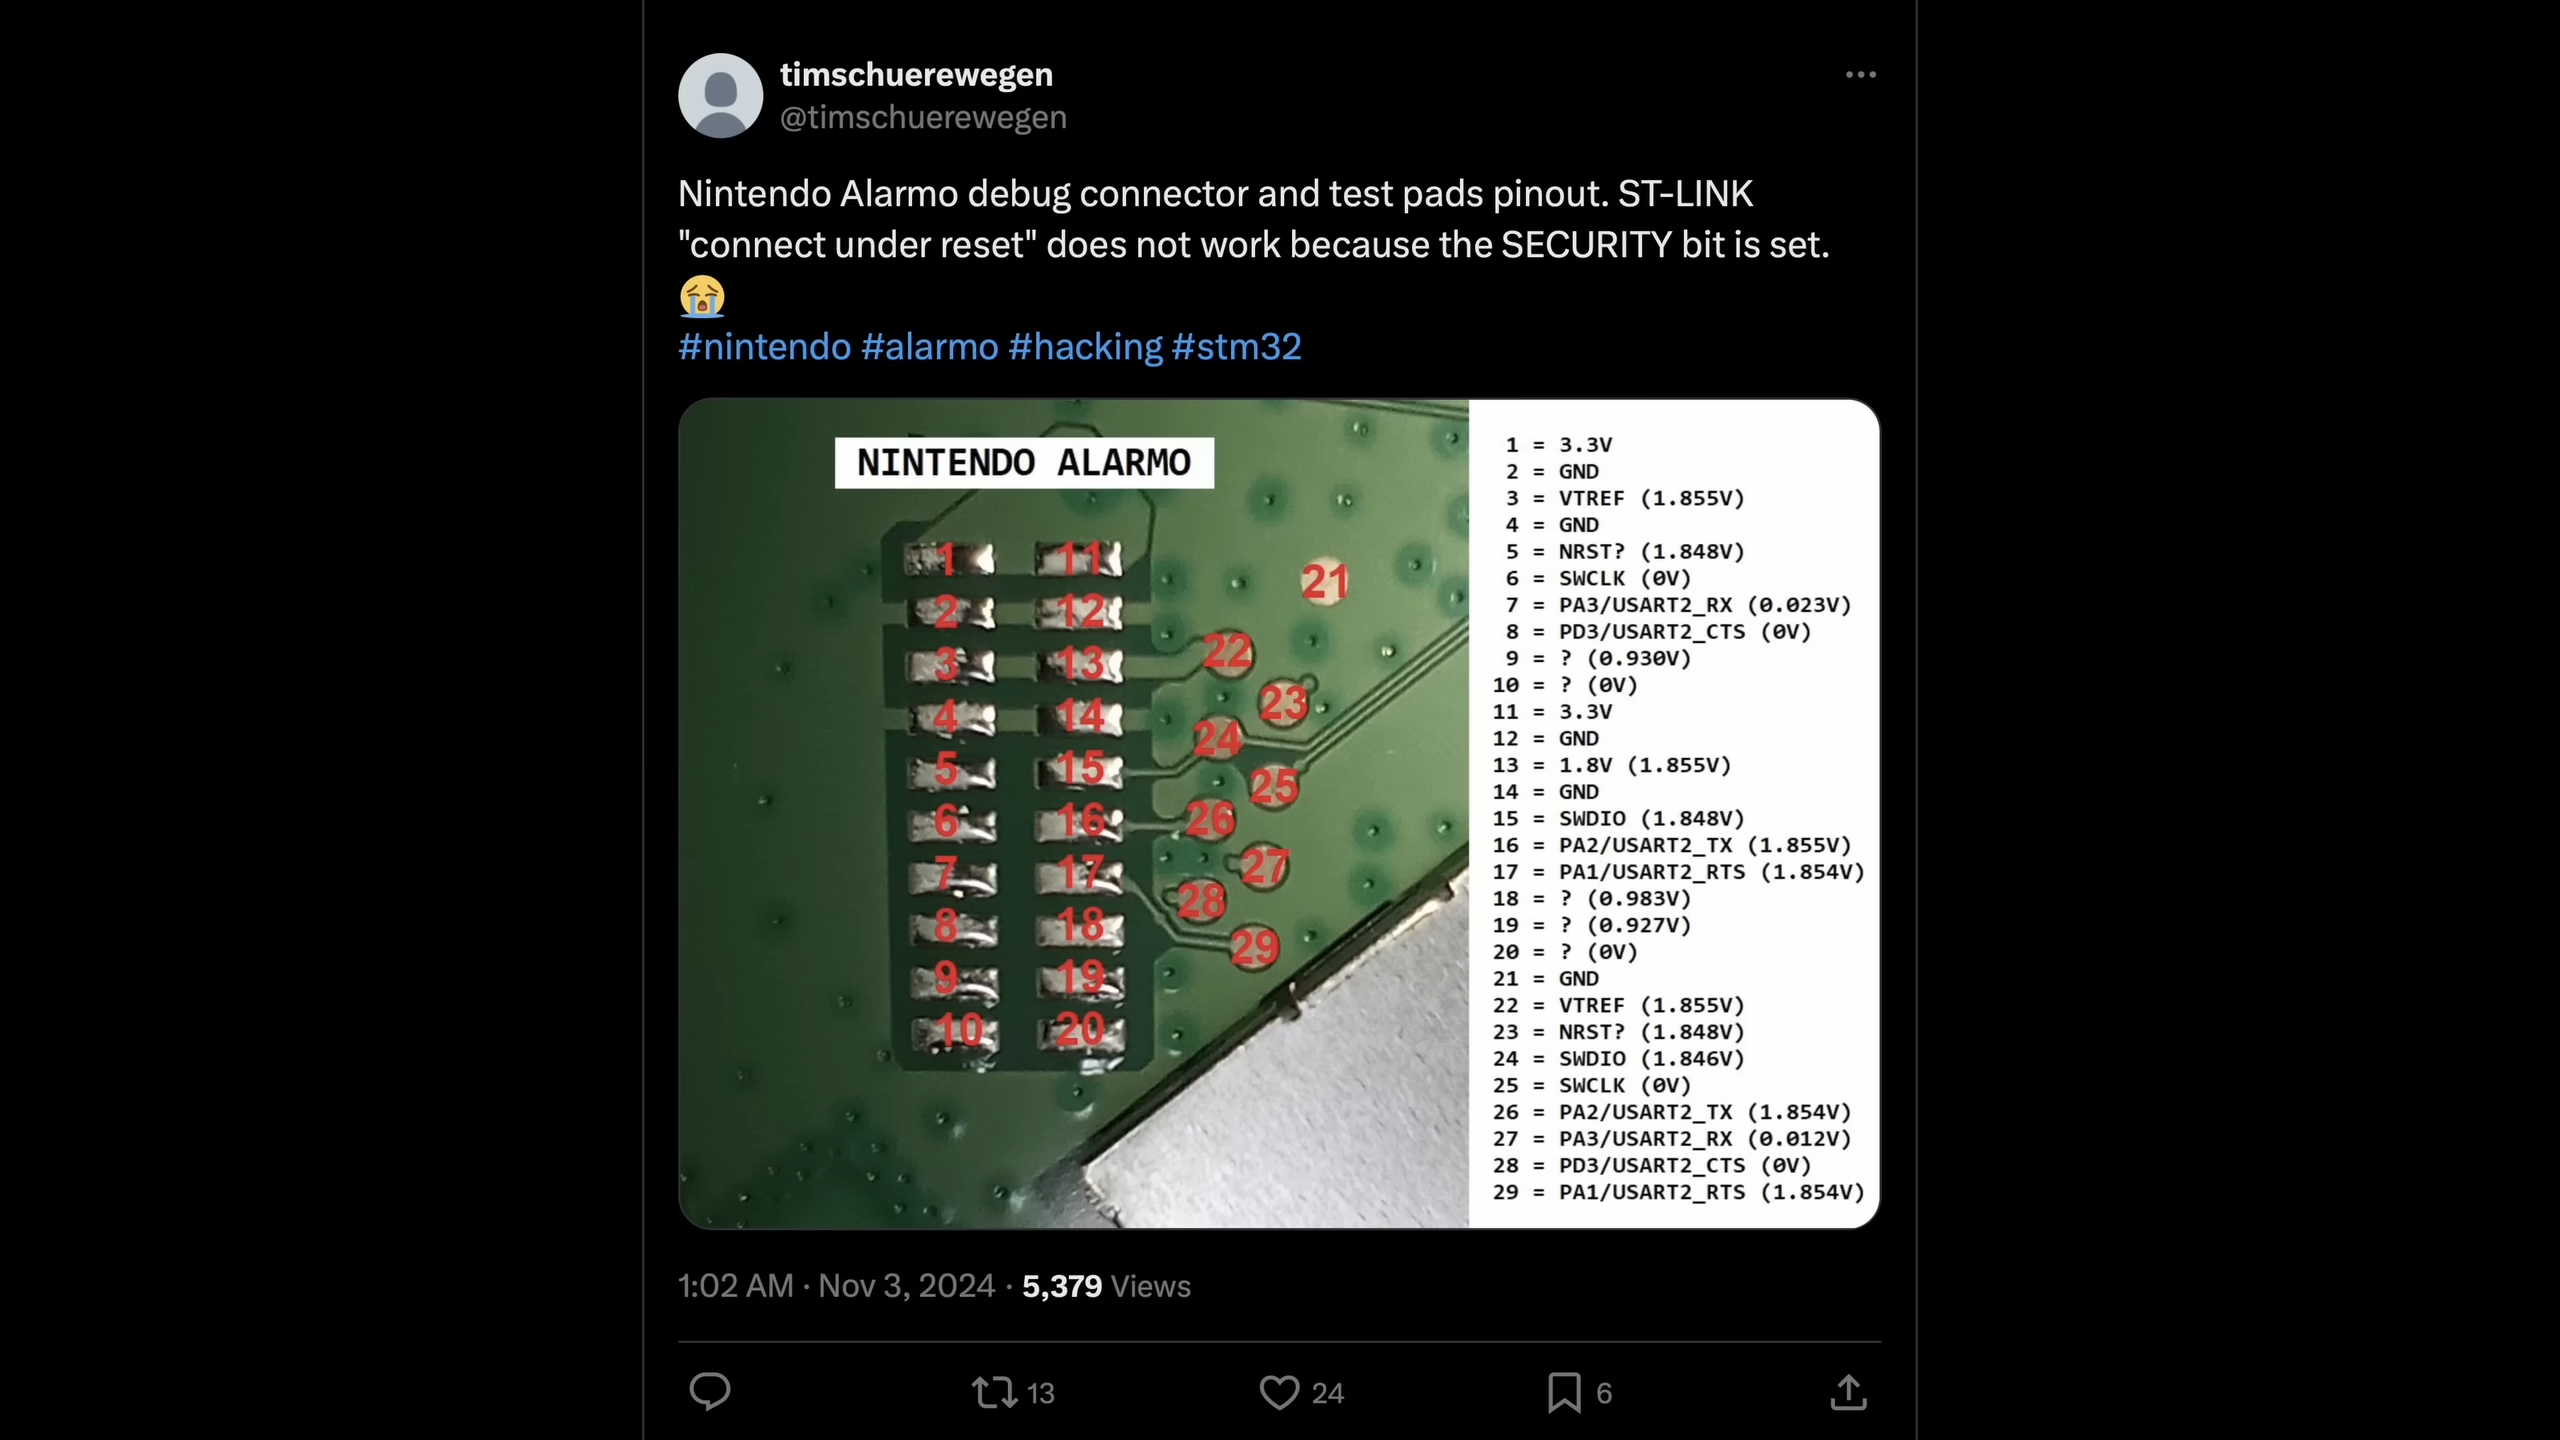 timschuerewegen
@timschuerewegen
Nintendo Alarmo debug connector and test pads pinout. ST-LINK
"connect under reset" does not work because the SECURITY bit is set.
😭
#nintendo #alarmo #hacking #stm32
NINTENDO ALARMO
1 11
2 12
3 13
4 14
5 15
6 16
7 17
8 18
9 19
10 20
21
22
23
24
25
26
27
28
29
1 = 3.3V
2 = GND
3 = VTREF (1.855V)
4 = GND
5 = NRST? (1.848V)
6 = SWCLK (0V)
7 = PA3/USART2_RX (0.023V)
8 = PD3/USART2_CTS (0V)
9 = ? (0.930V)
10 = ? (0V)
11 = 3.3V
12 = GND
13 = 1.8V (1.855V)
14 = GND
15 = SWDIO (1.848V)
16 = PA2/USART2_TX (1.855V)
17 = PA1/USART2_RTS (1.854V)
18 = ? (0.983V)
19 = ? (0.927V)
20 = ? (0V)
21 = GND
22 = VTREF (1.855V)
23 = NRST? (1.848V)
24 = SWDIO (1.846V)
25 = SWCLK (0V)
26 = PA2/USART2_TX (1.854V)
27 = PA3/USART2_RX (0.012V)
28 = PD3/USART2_CTS (0V)
29 = PA1/USART2_RTS (1.854V)
1:02 AM · Nov 3, 2024 · 5,379 Views
13 24 6